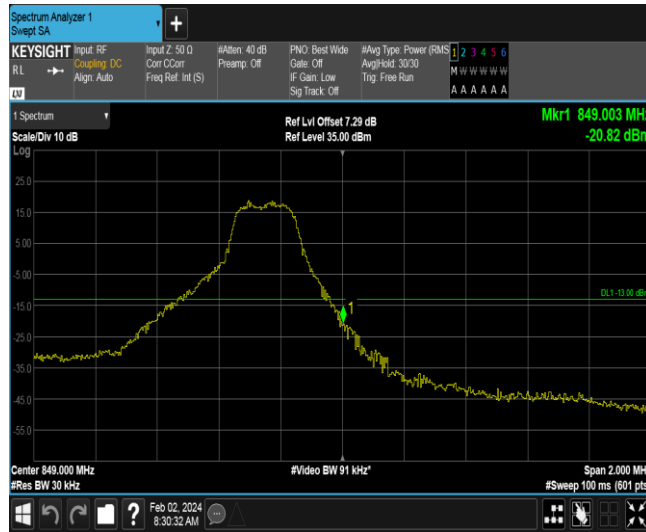 Spectrum Analyzer 1
Swept SA
KEYSIGHT
RL
LXI
Input: RF
Coupling: DC
Align: Auto
Input Z: 50 Ω
Corr CCorr
Freq Ref: Int (S)
#Atten: 40 dB
Preamp: Off
PNO: Best Wide
Gate: Off
IF Gain: Low
Sig Track: Off
#Avg Type: Power (RMS
Avg|Hold: 30/30
Trig: Free Run
1 2 3 4 5 6
M W W W W W
A A A A A A
1 Spectrum
Scale/Div 10 dB
Ref Lvl Offset 7.29 dB
Ref Level 35.00 dBm
Mkr1 849.003 MHz
-20.82 dBm
Log
25.0
15.0
5.00
-5.00
DL1 -13.00 dBm
-15.0
1
-25.0
-35.0
-45.0
-55.0
Center 849.000 MHz
#Video BW 91 kHz*
Span 2.000 MHz
#Res BW 30 kHz
#Sweep 100 ms (601 pts
?
Feb 02, 2024
8:30:32 AM